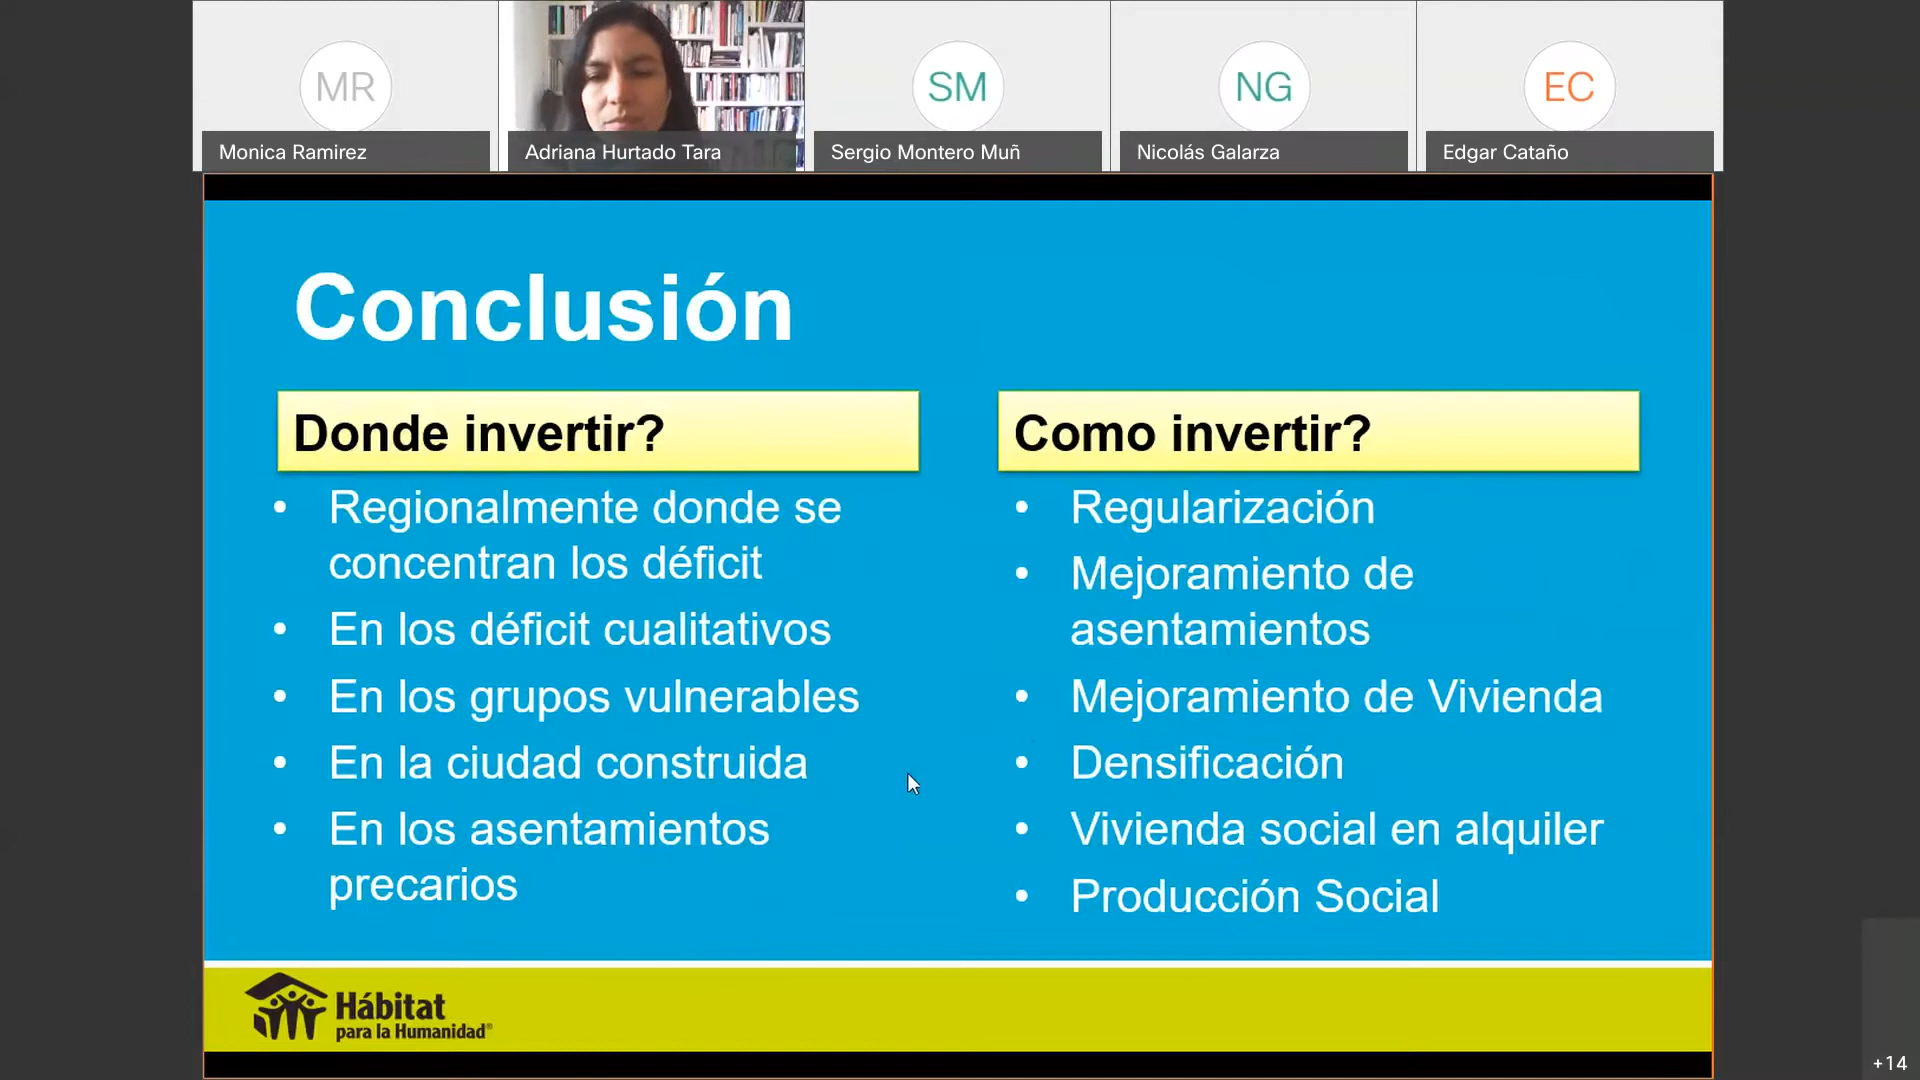 MR
SM
NG
EC
Monica Ramirez
Adriana Hurtado Tara
Sergio Montero Muñ
Nicolás Galarza
Edgar Cataño
Conclusión
Donde invertir?
• Regionalmente donde se
concentran los déficit
• En los déficit cualitativos
• En los grupos vulnerables
• En la ciudad construida
• En los asentamientos
precarios
Como invertir?
• Regularización
• Mejoramiento de
asentamientos
• Mejoramiento de Vivienda
• Densificación
• Vivienda social en alquiler
• Producción Social
Hábitat
para la Humanidad®
+14